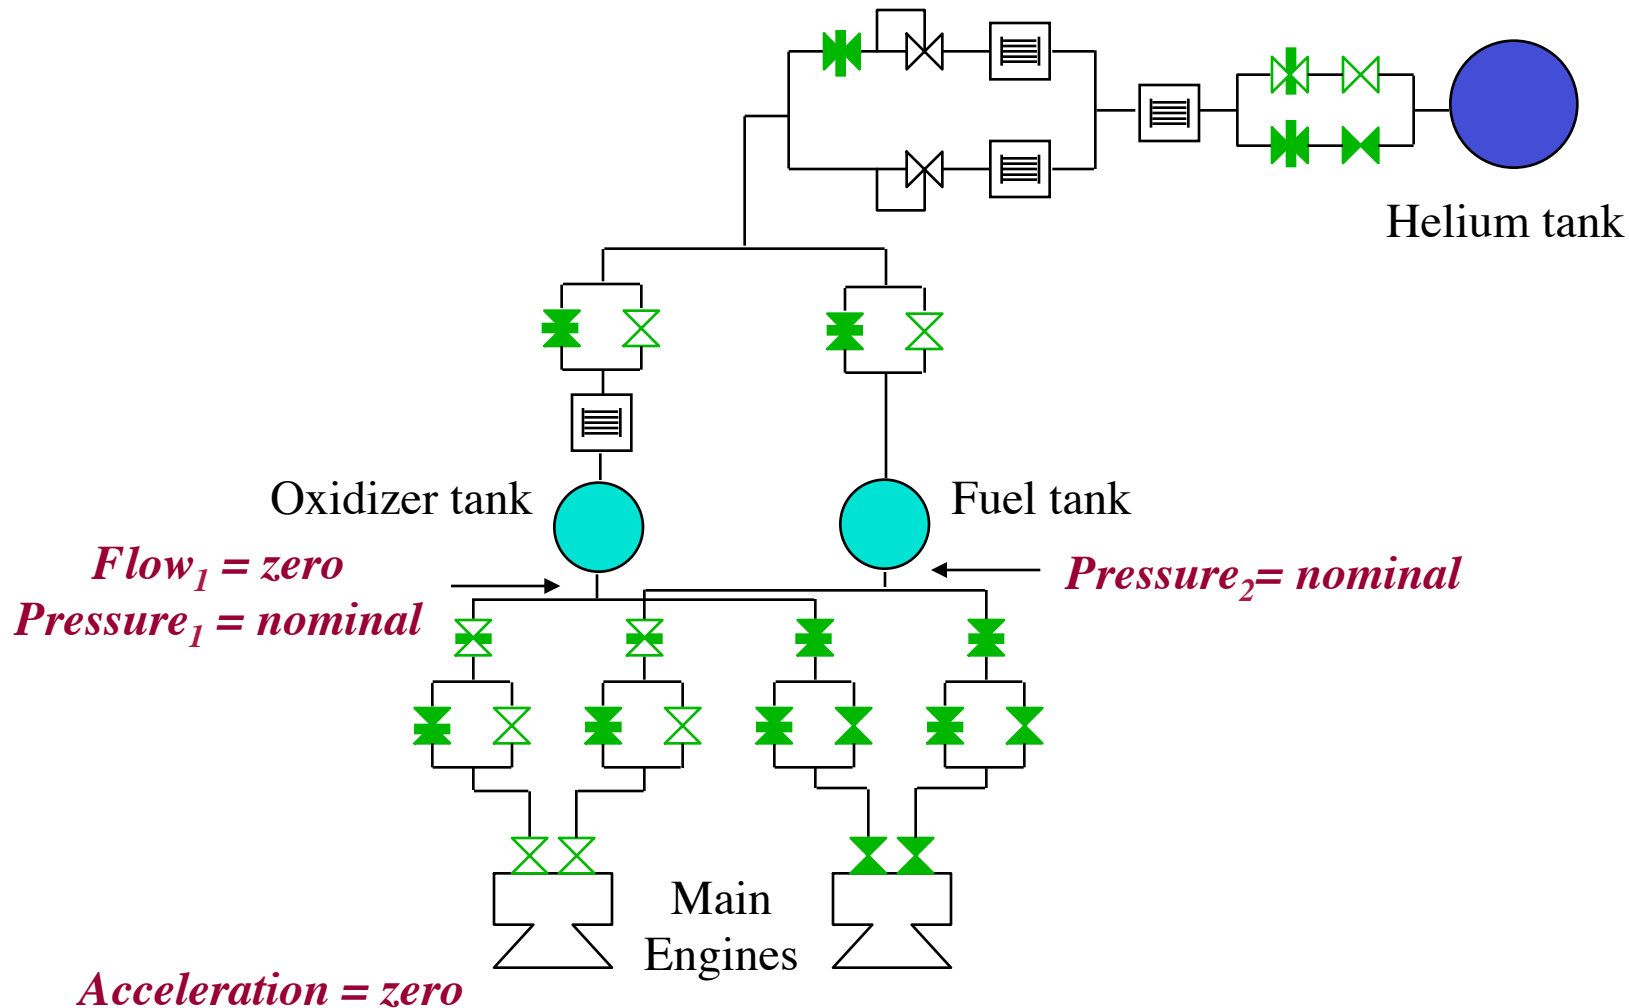 Helium tank
Oxidizer tank
Fuel tank
Flow₁ = zero
Pressure₁ = nominal
Pressure₂= nominal
Main
Engines
Acceleration = zero